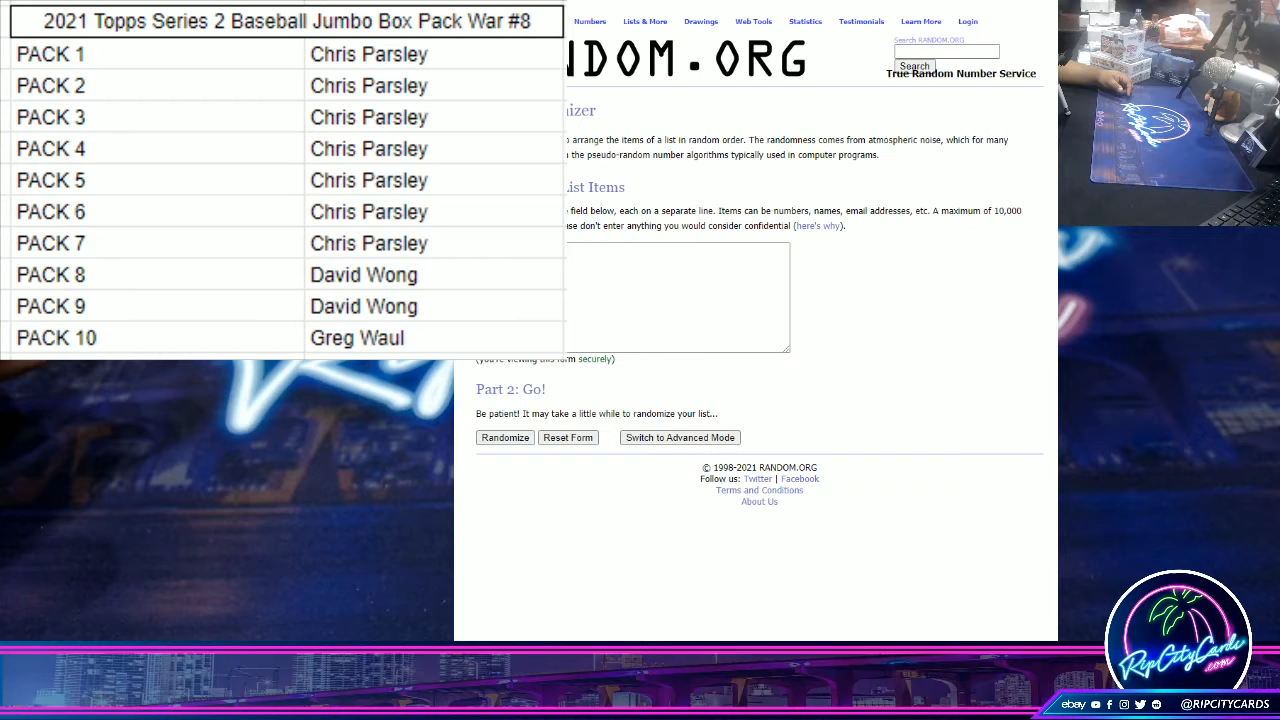 2021 Topps Series 2 Baseball Jumbo Box Pack War #8
PACK 1 Chris Parsley
PACK 2 Chris Parsley
PACK 3 Chris Parsley
PACK 4 Chris Parsley
PACK 5 Chris Parsley
PACK 6 Chris Parsley
PACK 7 Chris Parsley
PACK 8 David Wong
PACK 9 David Wong
PACK 10 Greg Waul
Numbers Lists & More Drawings Web Tools Statistics Testimonials Learn More Login
NDOM.ORG
Search RANDOM.ORG
Search
True Random Number Service
izer
o arrange the items of a list in random order. The randomness comes from atmospheric noise, which for many
n the pseudo-random number algorithms typically used in computer programs.
List Items
e field below, each on a separate line. Items can be numbers, names, email addresses, etc. A maximum of 10,000
ase don't enter anything you would consider confidential (here's why).
(you're viewing this form securely)
Part 2: Go!
Be patient! It may take a little while to randomize your list...
Randomize Reset Form Switch to Advanced Mode
© 1998-2021 RANDOM.ORG
Follow us: Twitter | Facebook
Terms and Conditions
About Us
RipCityCards
.com
ebay @RIPCITYCARDS